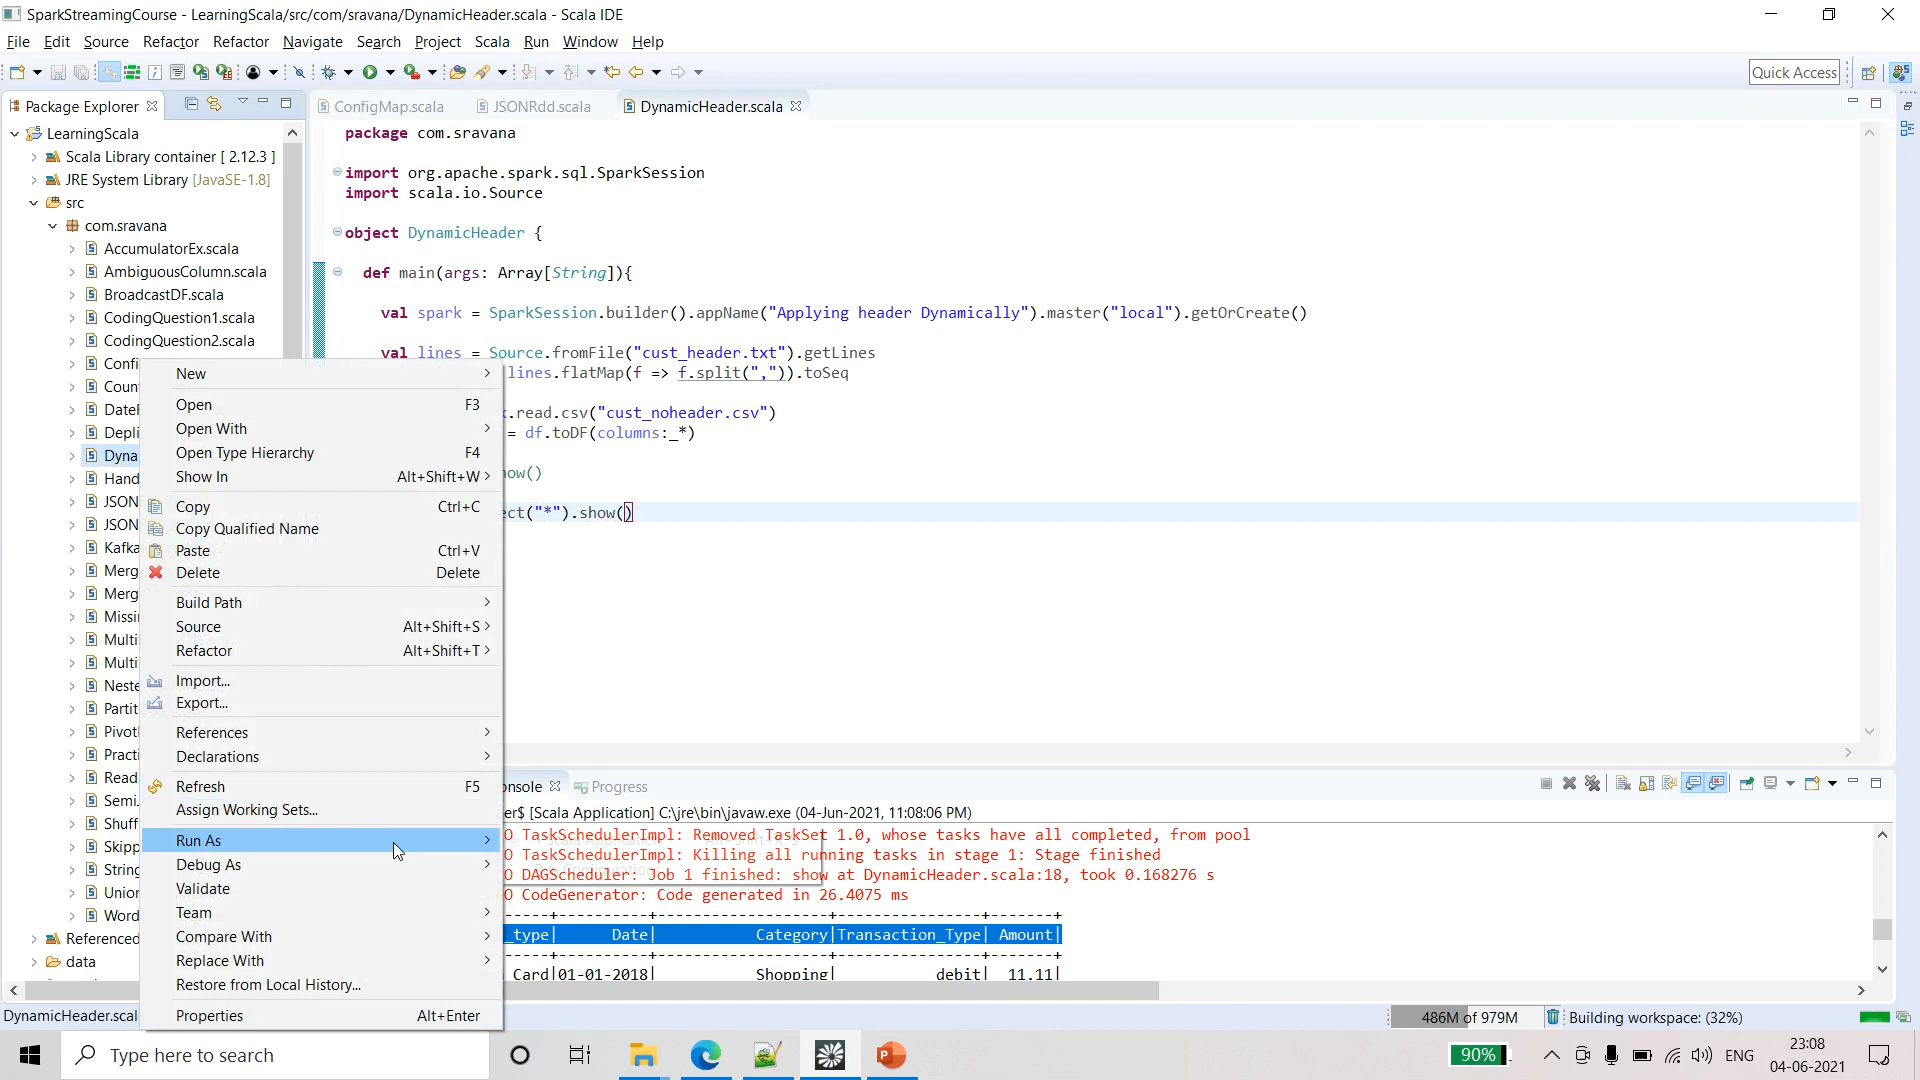 SparkStreamingCourse - LearningScala/src/com/sravana/DynamicHeader.scala - Scala IDE
File Edit Source Refactor Refactor Navigate Search Project Scala Run Window Help
Quick Access
Package Explorer
LearningScala
Scala Library container [ 2.12.3 ]
JRE System Library [JavaSE-1.8]
src
com.sravana
AccumulatorEx.scala
AmbiguousColumn.scala
BroadcastDF.scala
CodingQuestion1.scala
CodingQuestion2.scala
Confi
Coun
DateF
Depli
Dyna
Hand
JSON
JSON
Kafka
Merg
Merg
Missi
Multi
Multi
Neste
Partit
Pivotl
Practi
Read
Semi.
Shuff
Skipp
String
Union
Word
Referenced
data
New
Open F3
Open With
Open Type Hierarchy F4
Show In Alt+Shift+W
Copy Ctrl+C
Copy Qualified Name
Paste Ctrl+V
Delete Delete
Build Path
Source Alt+Shift+S
Refactor Alt+Shift+T
Import...
Export...
References
Declarations
Refresh F5
Assign Working Sets...
Run As
Debug As
Validate
Team
Compare With
Replace With
Restore from Local History...
Properties Alt+Enter
ConfigMap.scala JSONRdd.scala DynamicHeader.scala
package com.sravana
import org.apache.spark.sql.SparkSession
import scala.io.Source
object DynamicHeader {
def main(args: Array[String]){
val spark = SparkSession.builder().appName("Applying header Dynamically").master("local").getOrCreate()
val lines = Source.fromFile("cust_header.txt").getLines
lines.flatMap(f => f.split(",")).toSeq
.read.csv("cust_noheader.csv")
= df.toDF(columns:_*)
how()
ect("*").show()
onsole Progress
er$ [Scala Application] C:\jre\bin\javaw.exe (04-Jun-2021, 11:08:06 PM)
O TaskSchedulerImpl: Removed TaskSet 1.0, whose tasks have all completed, from pool
O TaskSchedulerImpl: Killing all running tasks in stage 1: Stage finished
O DAGScheduler: Job 1 finished: show at DynamicHeader.scala:18, took 0.168276 s
O CodeGenerator: Code generated in 26.4075 ms
-----+----------+--------------------+----------------+-------+
_type| Date| Category|Transaction_Type| Amount|
-----+----------+--------------------+----------------+-------+
Card|01-01-2018| Shopping| debit| 11.11|
DynamicHeader.scal
486M of 979M Building workspace: (32%)
Type here to search
90%
ENG
23:08
04-06-2021